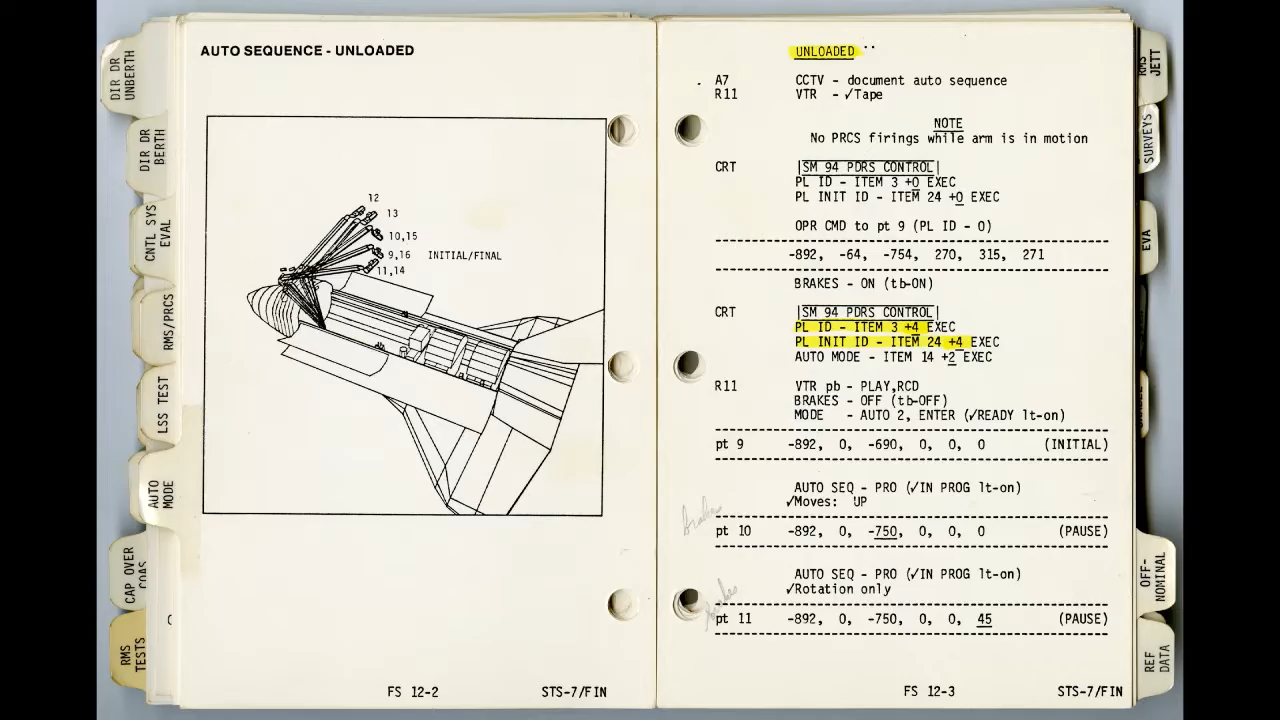 DIR DR
UNBERTH
DIR DR
BERTH
CNTL SYS
EVAL
RMS/PRCS
LSS TEST
AUTO
MODE
CAP OVER
COAS
RMS
TESTS
AUTO SEQUENCE - UNLOADED
12
13
10,15
9,16 INITIAL/FINAL
11,14
FS 12-2 STS-7/FIN
UNLOADED
A7 CCTV - document auto sequence
R11 VTR - ✓Tape
NOTE
No PRCS firings while arm is in motion
CRT |SM 94 PDRS CONTROL|
PL ID - ITEM 3 +0 EXEC
PL INIT ID - ITEM 24 +0 EXEC
OPR CMD to pt 9 (PL ID - 0)
-892, -64, -754, 270, 315, 271
BRAKES - ON (tb-ON)
CRT |SM 94 PDRS CONTROL|
PL ID - ITEM 3 +4 EXEC
PL INIT ID - ITEM 24 +4 EXEC
AUTO MODE - ITEM 14 +2 EXEC
R11 VTR pb - PLAY,RCD
BRAKES - OFF (tb-OFF)
MODE - AUTO 2, ENTER (✓READY lt-on)
pt 9 -892, 0, -690, 0, 0, 0 (INITIAL)
AUTO SEQ - PRO (✓IN PROG lt-on)
✓Moves: UP
pt 10 -892, 0, -750, 0, 0, 0 (PAUSE)
AUTO SEQ - PRO (✓IN PROG lt-on)
✓Rotation only
pt 11 -892, 0, -750, 0, 0, 45 (PAUSE)
FS 12-3 STS-7/FIN
RMS
JETT
SURVEYS
EVA
OFF-
NOMINAL
REF
DATA